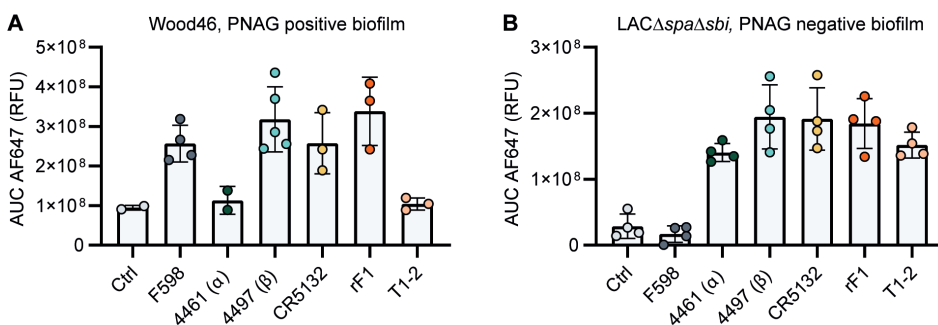 A
Wood46, PNAG positive biofilm
AUC AF647 (RFU)
5×10⁸
4×10⁸
3×10⁸
2×10⁸
1×10⁸
0
Ctrl
F598
4461 (α)
4497 (β)
CR5132
rF1
T1-2
B
LACΔspaΔsbi, PNAG negative biofilm
AUC AF647 (RFU)
3×10⁸
2×10⁸
1×10⁸
0
Ctrl
F598
4461 (α)
4497 (β)
CR5132
rF1
T1-2